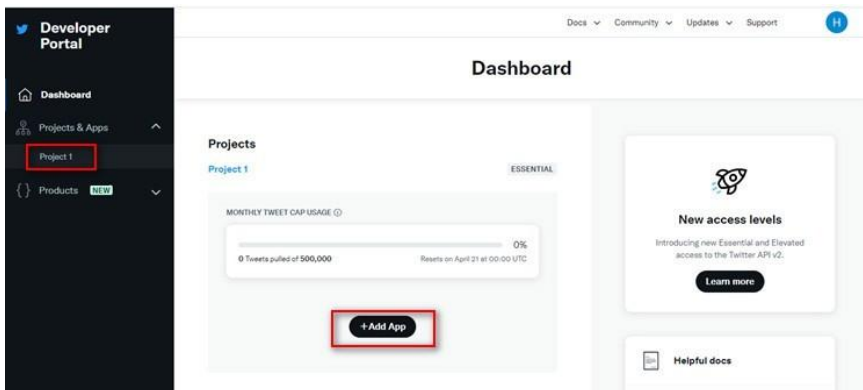 Developer
Portal
Docs
Community
Updates
Support
H
Dashboard
Dashboard
Projects & Apps
Project 1
Products NEW
Projects
Project 1
ESSENTIAL
MONTHLY TWEET CAP USAGE
0%
0 Tweets pulled of 500,000
Resets on April 21 at 00:00 UTC
+Add App
New access levels
Introducing new Essential and Elevated
access to the Twitter API v2.
Learn more
Helpful docs